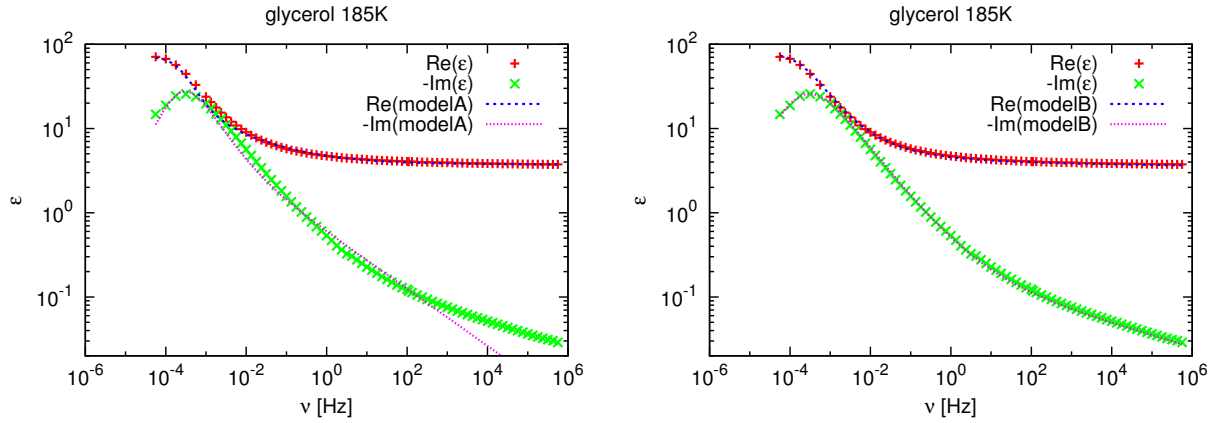 glycerol 185K
10^2
10^1
10^0
10^-1
ε
Re(ε)
-Im(ε)
Re(modelA)
-Im(modelA)
10^-6 10^-4 10^-2 10^0 10^2 10^4 10^6
ν [Hz]
glycerol 185K
10^2
10^1
10^0
10^-1
ε
Re(ε)
-Im(ε)
Re(modelB)
-Im(modelB)
10^-6 10^-4 10^-2 10^0 10^2 10^4 10^6
ν [Hz]